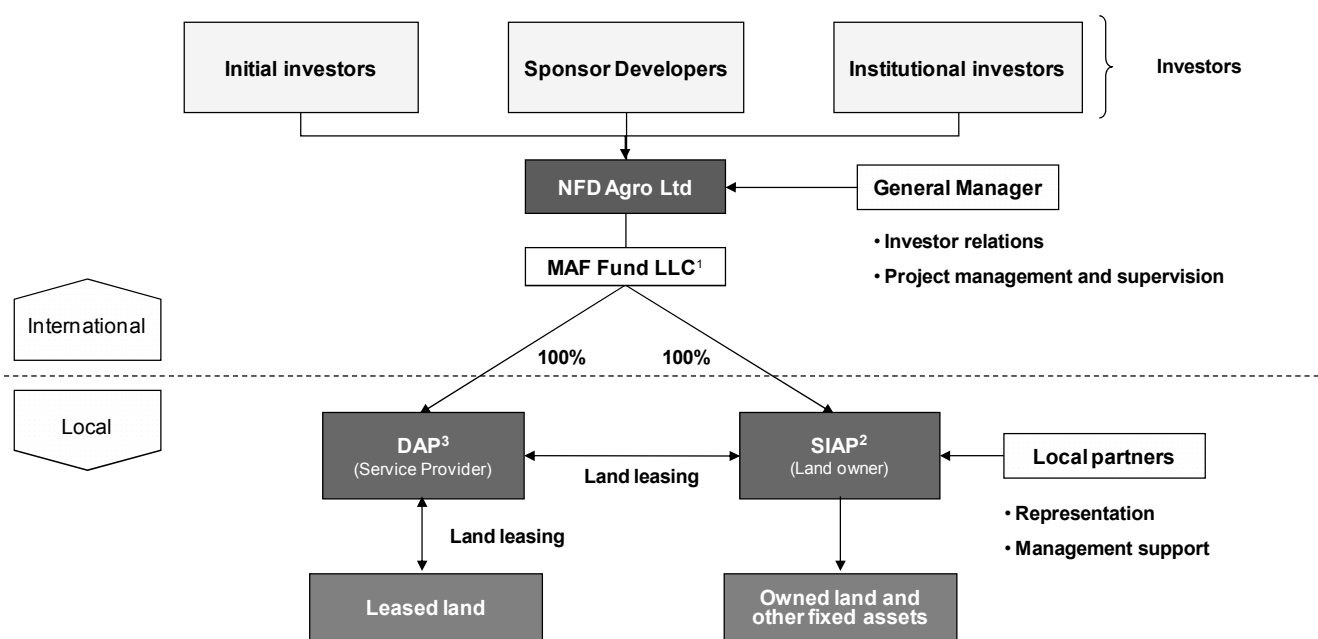 Initial investors
Sponsor Developers
Institutional investors
Investors
NFD Agro Ltd
General Manager
• Investor relations
• Project management and supervision
MAF Fund LLC¹
International
100%
100%
Local
DAP³
(Service Provider)
Land leasing
SIAP²
(Land owner)
Local partners
• Representation
• Management support
Land leasing
Leased land
Owned land and
other fixed assets